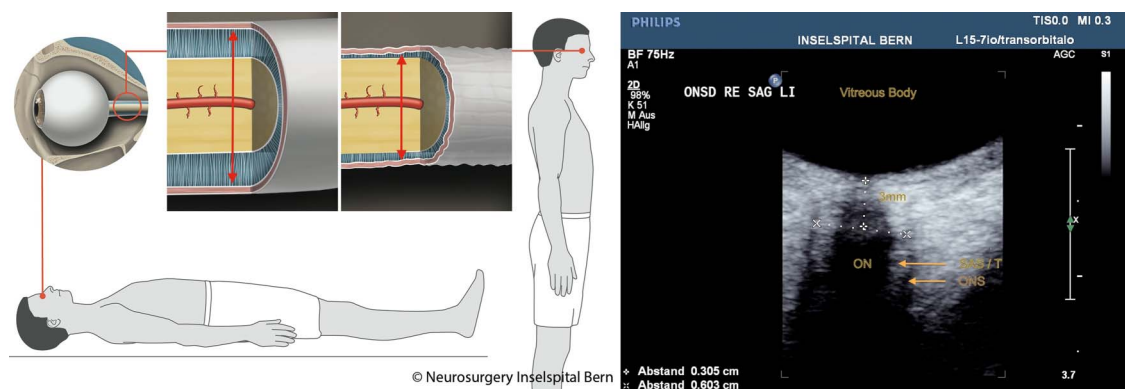 © Neurosurgery Inselspital Bern
PHILIPS
TIS0.0 MI 0.3
INSELSPITAL BERN
L15-7io/transorbitalo
BF 75Hz
A1
AGC
S1
2D
98%
K 51
M Aus
HAllg
P
ONSD RE SAG LI
Vitreous Body
3mm
x
ON
/ T
ONS
Abstand 0.305 cm
Abstand 0.603 cm
3.7